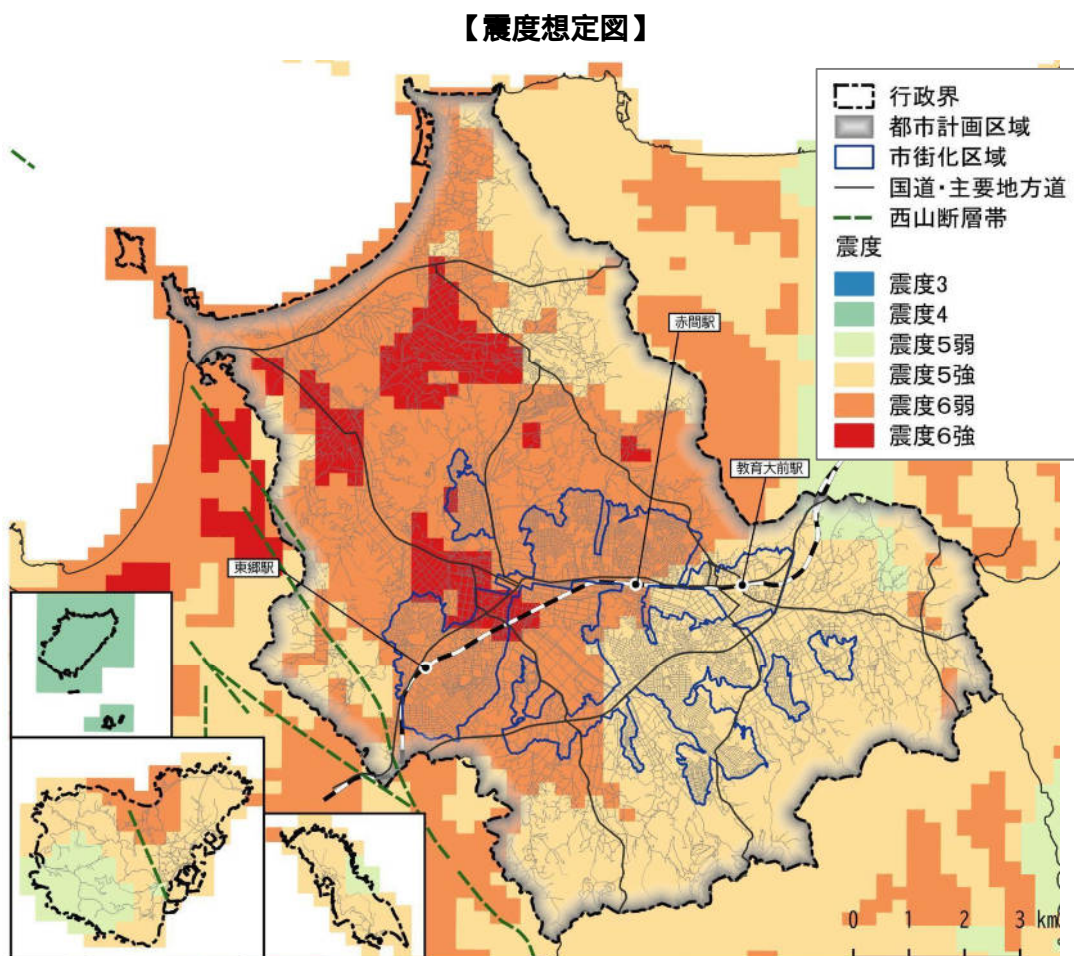 【震度想定図】
行政界
都市計画区域
市街化区域
国道・主要地方道
西山断層帯
震度
震度3
震度4
震度5弱
震度5強
震度6弱
震度6強
赤間駅
教育大前駅
東郷駅
0 1 2 3 km